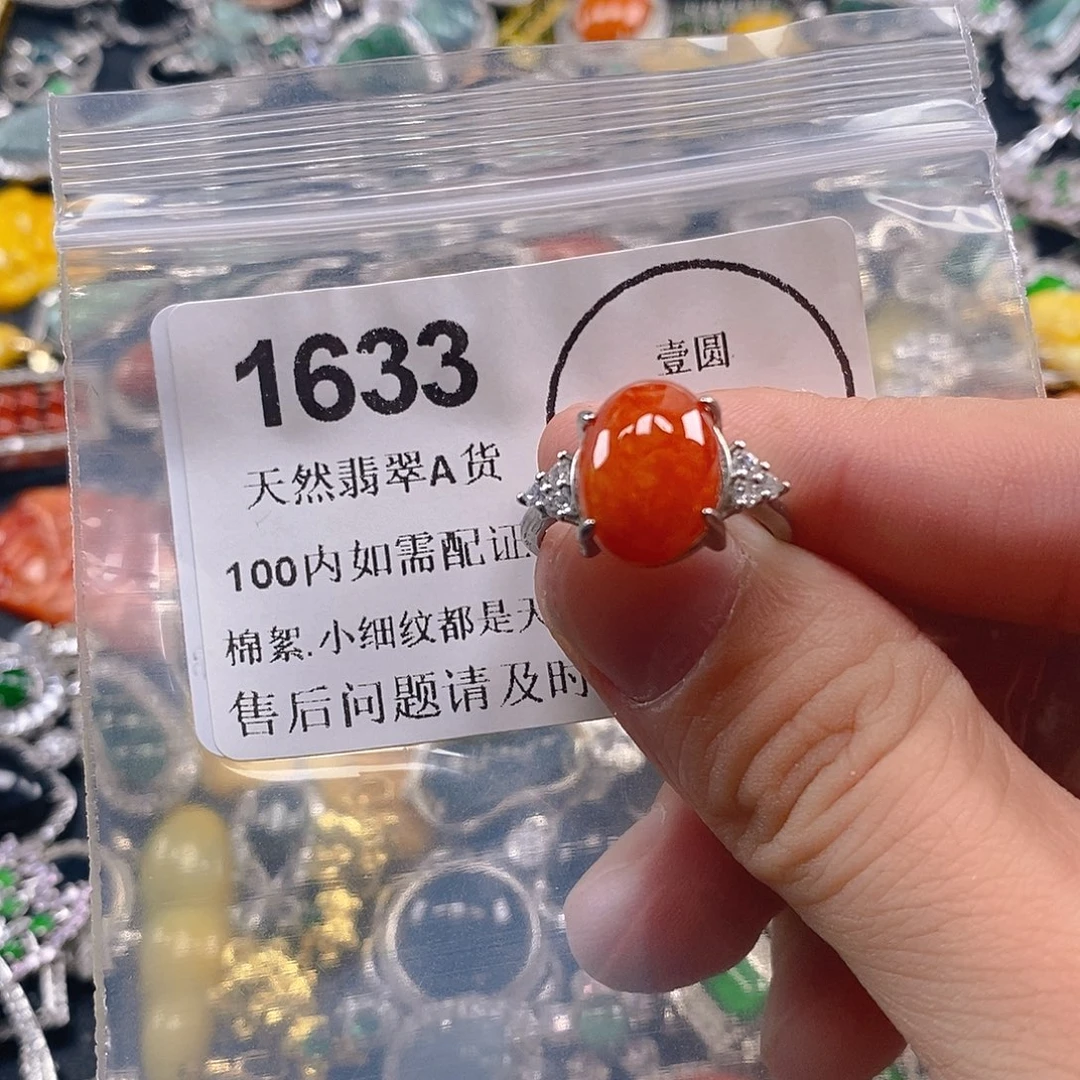 1633
壹圆
天然翡翠A货
100内如需配证
棉絮.小细纹都是天
售后问题请及时